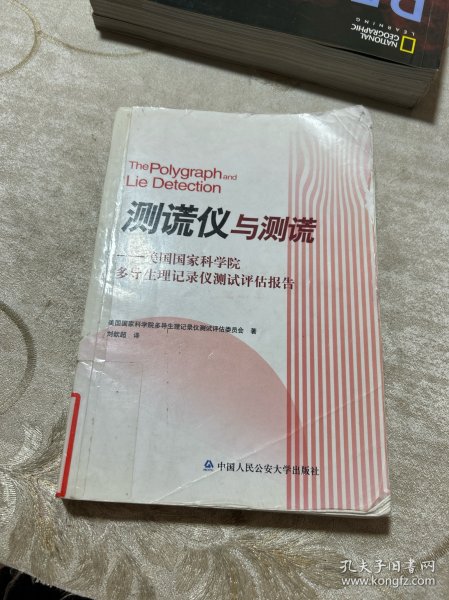 NATIONAL
GEOGRAPHIC
LEARNING
The Polygraph and
Lie Detection
测谎仪与测谎
——美国国家科学院
多导生理记录仪测试评估报告
美国国家科学院多导生理记录仪测试评估委员会 著
刘歆超 译
中国人民公安大学出版社
孔夫子旧书网
www.kongfz.com